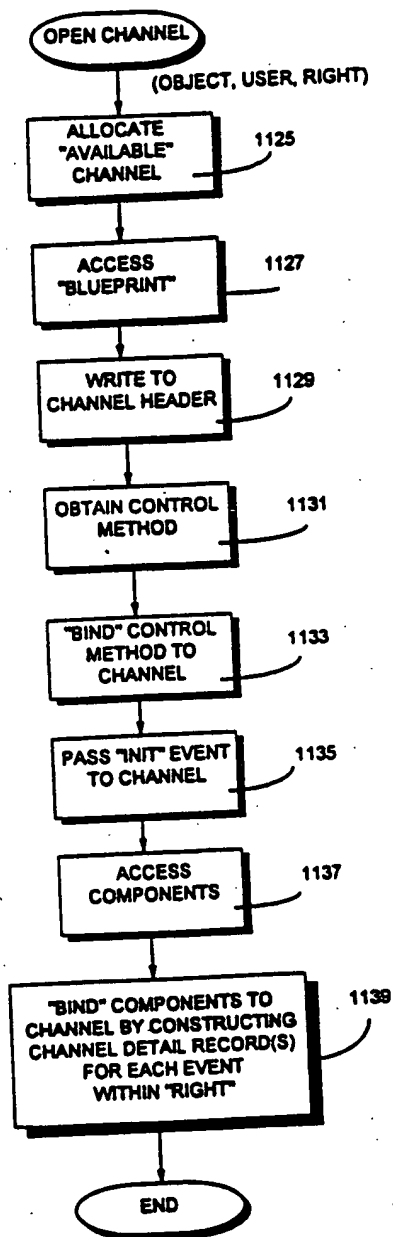 OPEN CHANNEL
(OBJECT, USER, RIGHT)
ALLOCATE
"AVAILABLE"
CHANNEL
1125
ACCESS
"BLUEPRINT"
1127
WRITE TO
CHANNEL HEADER
1129
OBTAIN CONTROL
METHOD
1131
"BIND" CONTROL
METHOD TO
CHANNEL
1133
PASS "INIT" EVENT
TO CHANNEL
1135
ACCESS
COMPONENTS
1137
"BIND" COMPONENTS TO
CHANNEL BY CONSTRUCTING
CHANNEL DETAIL RECORD(S)
FOR EACH EVENT
WITHIN "RIGHT"
1139
END